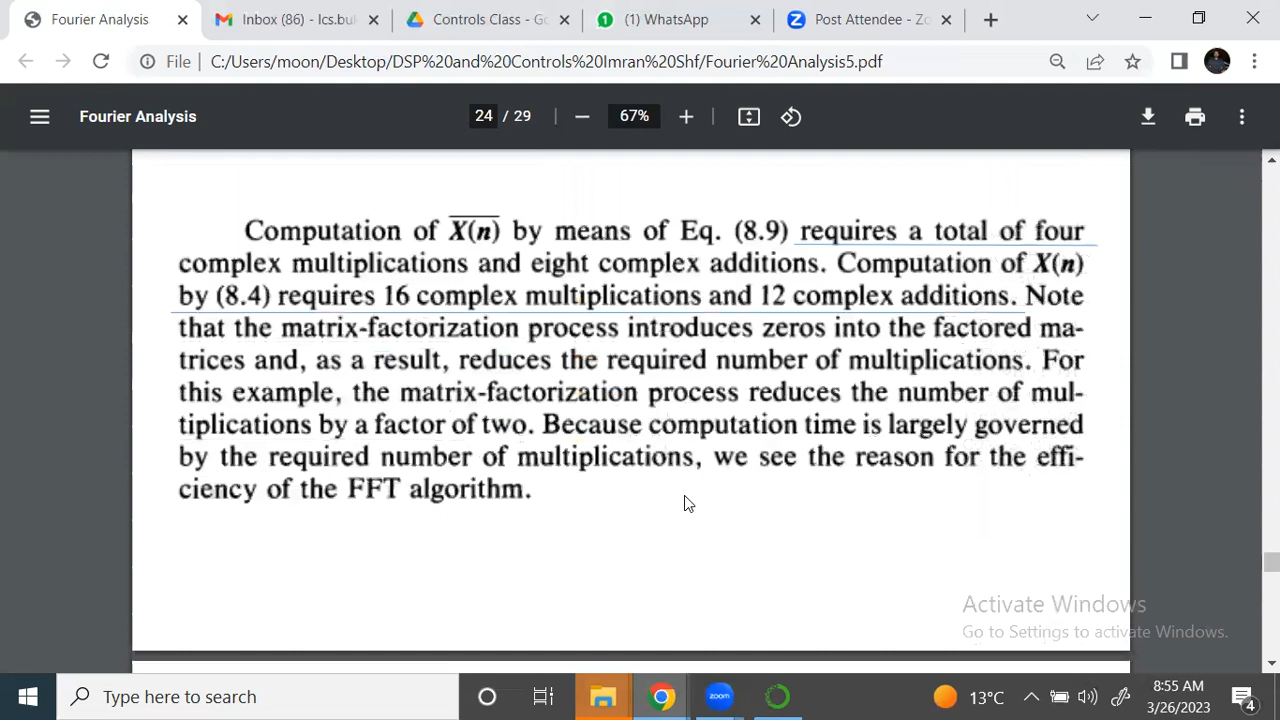 Fourier Analysis
Inbox (86) - lcs.bu
Controls Class - Go
(1) WhatsApp
Post Attendee - Zo
File
C:/Users/moon/Desktop/DSP%20and%20Controls%20Imran%20Shf/Fourier%20Analysis5.pdf
Fourier Analysis
24 / 29
67%
Computation of X(n) by means of Eq. (8.9) requires a total of four
complex multiplications and eight complex additions. Computation of X(n)
by (8.4) requires 16 complex multiplications and 12 complex additions. Note
that the matrix-factorization process introduces zeros into the factored ma-
trices and, as a result, reduces the required number of multiplications. For
this example, the matrix-factorization process reduces the number of mul-
tiplications by a factor of two. Because computation time is largely governed
by the required number of multiplications, we see the reason for the effi-
ciency of the FFT algorithm.
Activate Windows
Go to Settings to activate Windows.
Type here to search
zoom
13°C
8:55 AM
3/26/2023
4